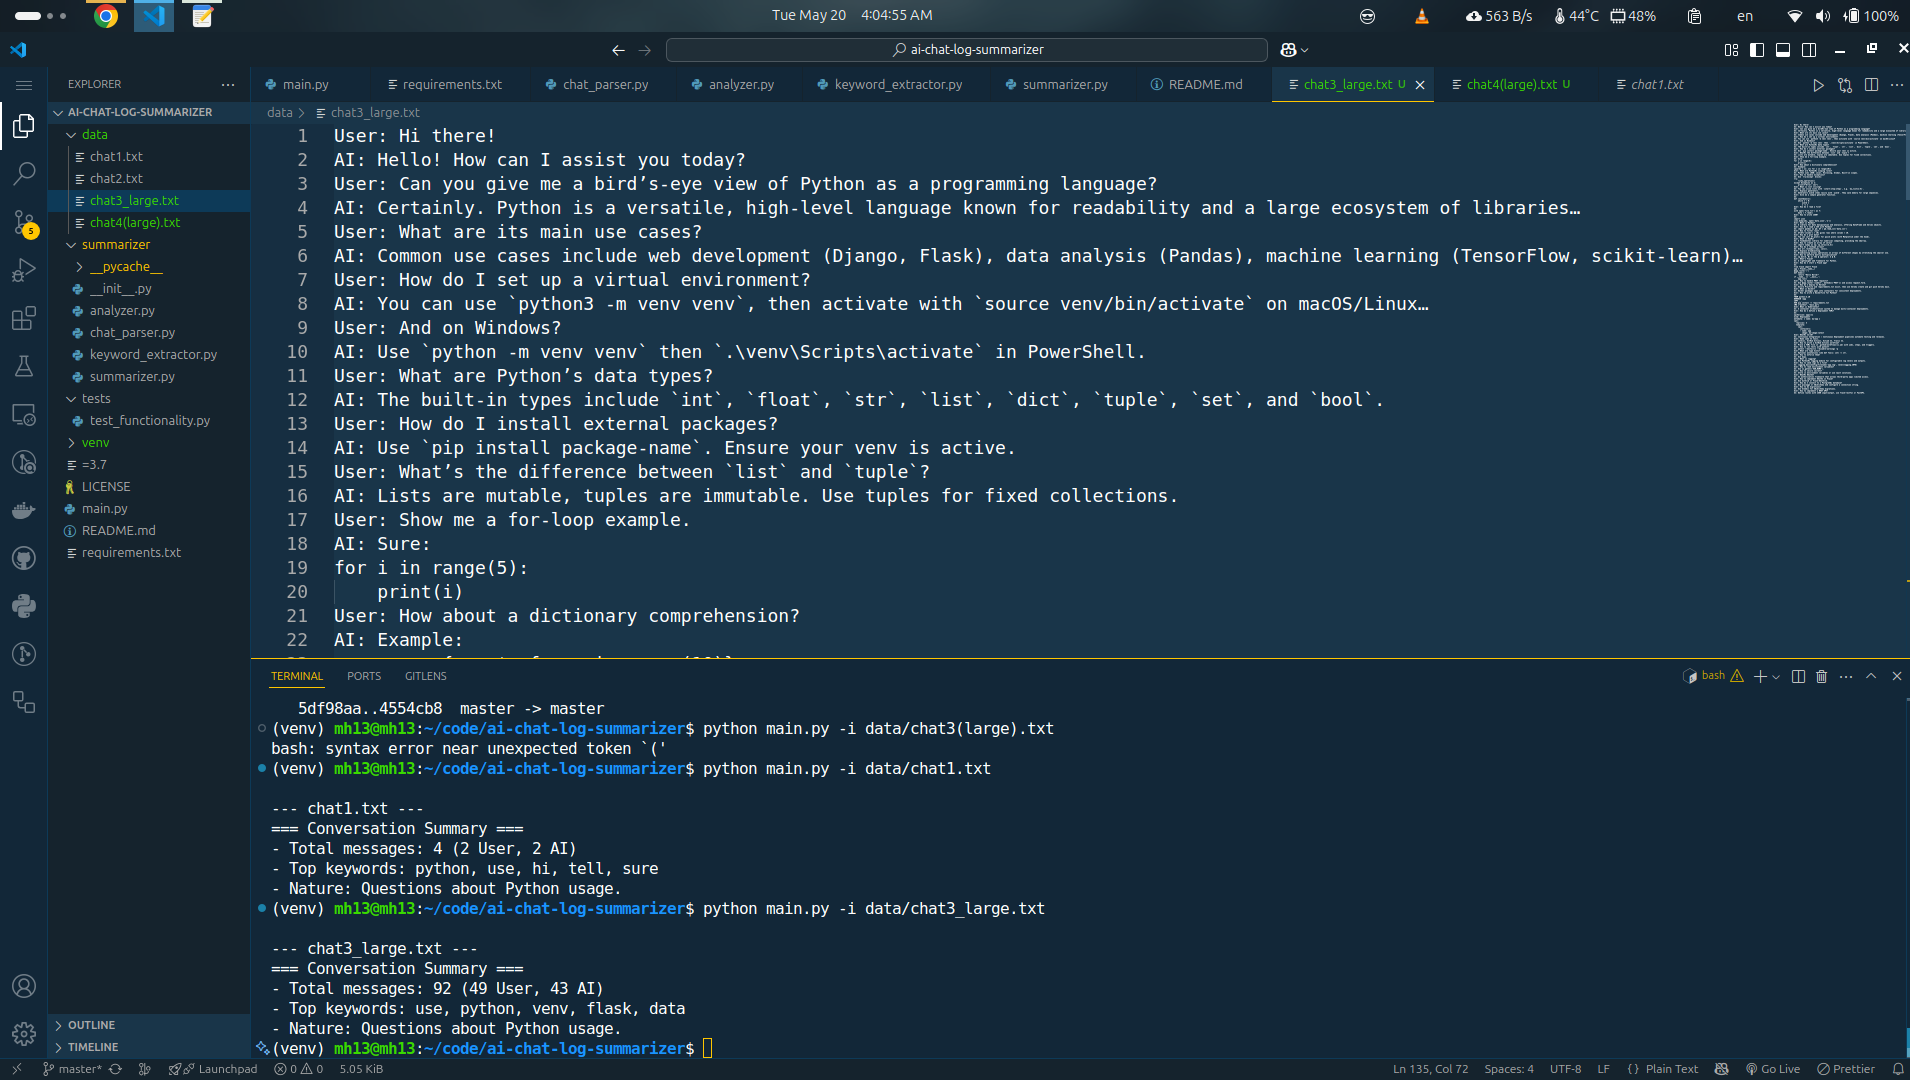 Tue May 20 4:04:55 AM
563 B/s 44°C 48% en 100%
ai-chat-log-summarizer
EXPLORER
main.py
requirements.txt
chat_parser.py
analyzer.py
keyword_extractor.py
summarizer.py
README.md
chat3_large.txt U
chat4(large).txt U
chat1.txt
AI-CHAT-LOG-SUMMARIZER
data
chat1.txt
chat2.txt
chat3_large.txt
chat4(large).txt
summarizer
__pycache__
__init__.py
analyzer.py
chat_parser.py
keyword_extractor.py
summarizer.py
tests
test_functionality.py
venv
=3.7
LICENSE
main.py
README.md
requirements.txt
OUTLINE
TIMELINE
5
data > chat3_large.txt
1 User: Hi there!
2 AI: Hello! How can I assist you today?
3 User: Can you give me a bird’s-eye view of Python as a programming language?
4 AI: Certainly. Python is a versatile, high-level language known for readability and a large ecosystem of libraries…
5 User: What are its main use cases?
6 AI: Common use cases include web development (Django, Flask), data analysis (Pandas), machine learning (TensorFlow, scikit-learn)…
7 User: How do I set up a virtual environment?
8 AI: You can use `python3 -m venv venv`, then activate with `source venv/bin/activate` on macOS/Linux…
9 User: And on Windows?
10 AI: Use `python -m venv venv` then `.\venv\Scripts\activate` in PowerShell.
11 User: What are Python’s data types?
12 AI: The built-in types include `int`, `float`, `str`, `list`, `dict`, `tuple`, `set`, and `bool`.
13 User: How do I install external packages?
14 AI: Use `pip install package-name`. Ensure your venv is active.
15 User: What’s the difference between `list` and `tuple`?
16 AI: Lists are mutable, tuples are immutable. Use tuples for fixed collections.
17 User: Show me a for-loop example.
18 AI: Sure:
19 for i in range(5):
20     print(i)
21 User: How about a dictionary comprehension?
22 AI: Example:
TERMINAL PORTS GITLENS
bash
5df98aa..4554cb8  master -> master
(venv) mh13@mh13:~/code/ai-chat-log-summarizer$ python main.py -i data/chat3(large).txt
bash: syntax error near unexpected token `('
(venv) mh13@mh13:~/code/ai-chat-log-summarizer$ python main.py -i data/chat1.txt
--- chat1.txt ---
=== Conversation Summary ===
- Total messages: 4 (2 User, 2 AI)
- Top keywords: python, use, hi, tell, sure
- Nature: Questions about Python usage.
(venv) mh13@mh13:~/code/ai-chat-log-summarizer$ python main.py -i data/chat3_large.txt
--- chat3_large.txt ---
=== Conversation Summary ===
- Total messages: 92 (49 User, 43 AI)
- Top keywords: use, python, venv, flask, data
- Nature: Questions about Python usage.
(venv) mh13@mh13:~/code/ai-chat-log-summarizer$
master* Launchpad 0 0 5.05 KiB Ln 135, Col 72 Spaces: 4 UTF-8 LF {} Plain Text Go Live Prettier